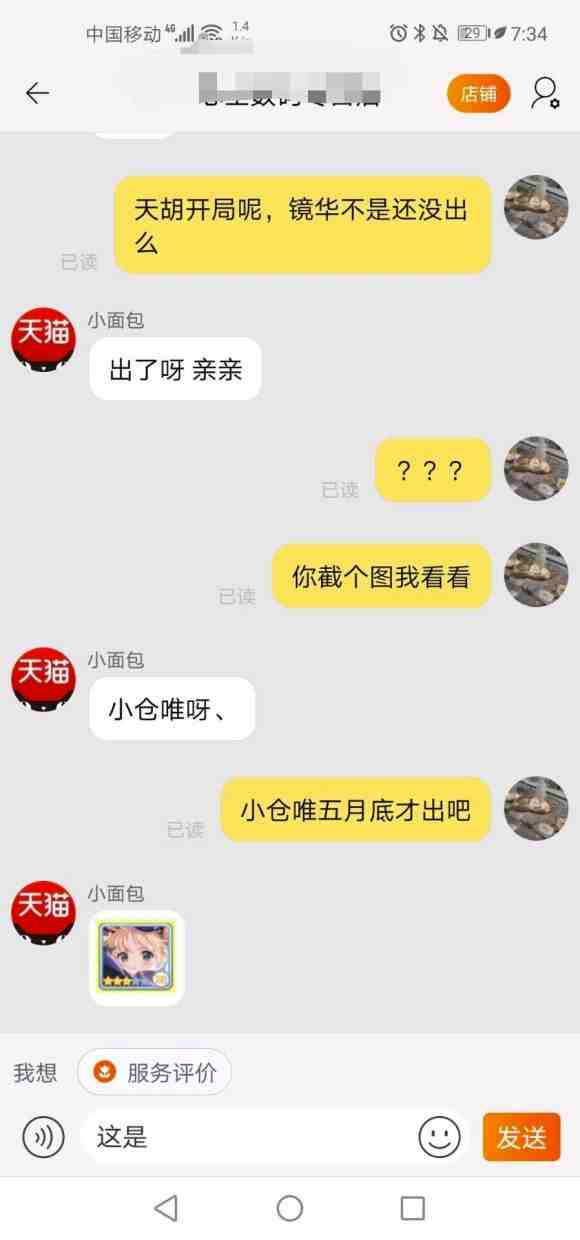 中国移动 4G 1.4 29 7:34
店铺
天胡开局呢，镜华不是还没出
么
已读
小面包
天猫
出了呀 亲亲
？？？
已读
你截个图我看看
已读
小面包
天猫
小仓唯呀、
小仓唯五月底才出吧
已读
小面包
天猫
我想
服务评价
这是
发送